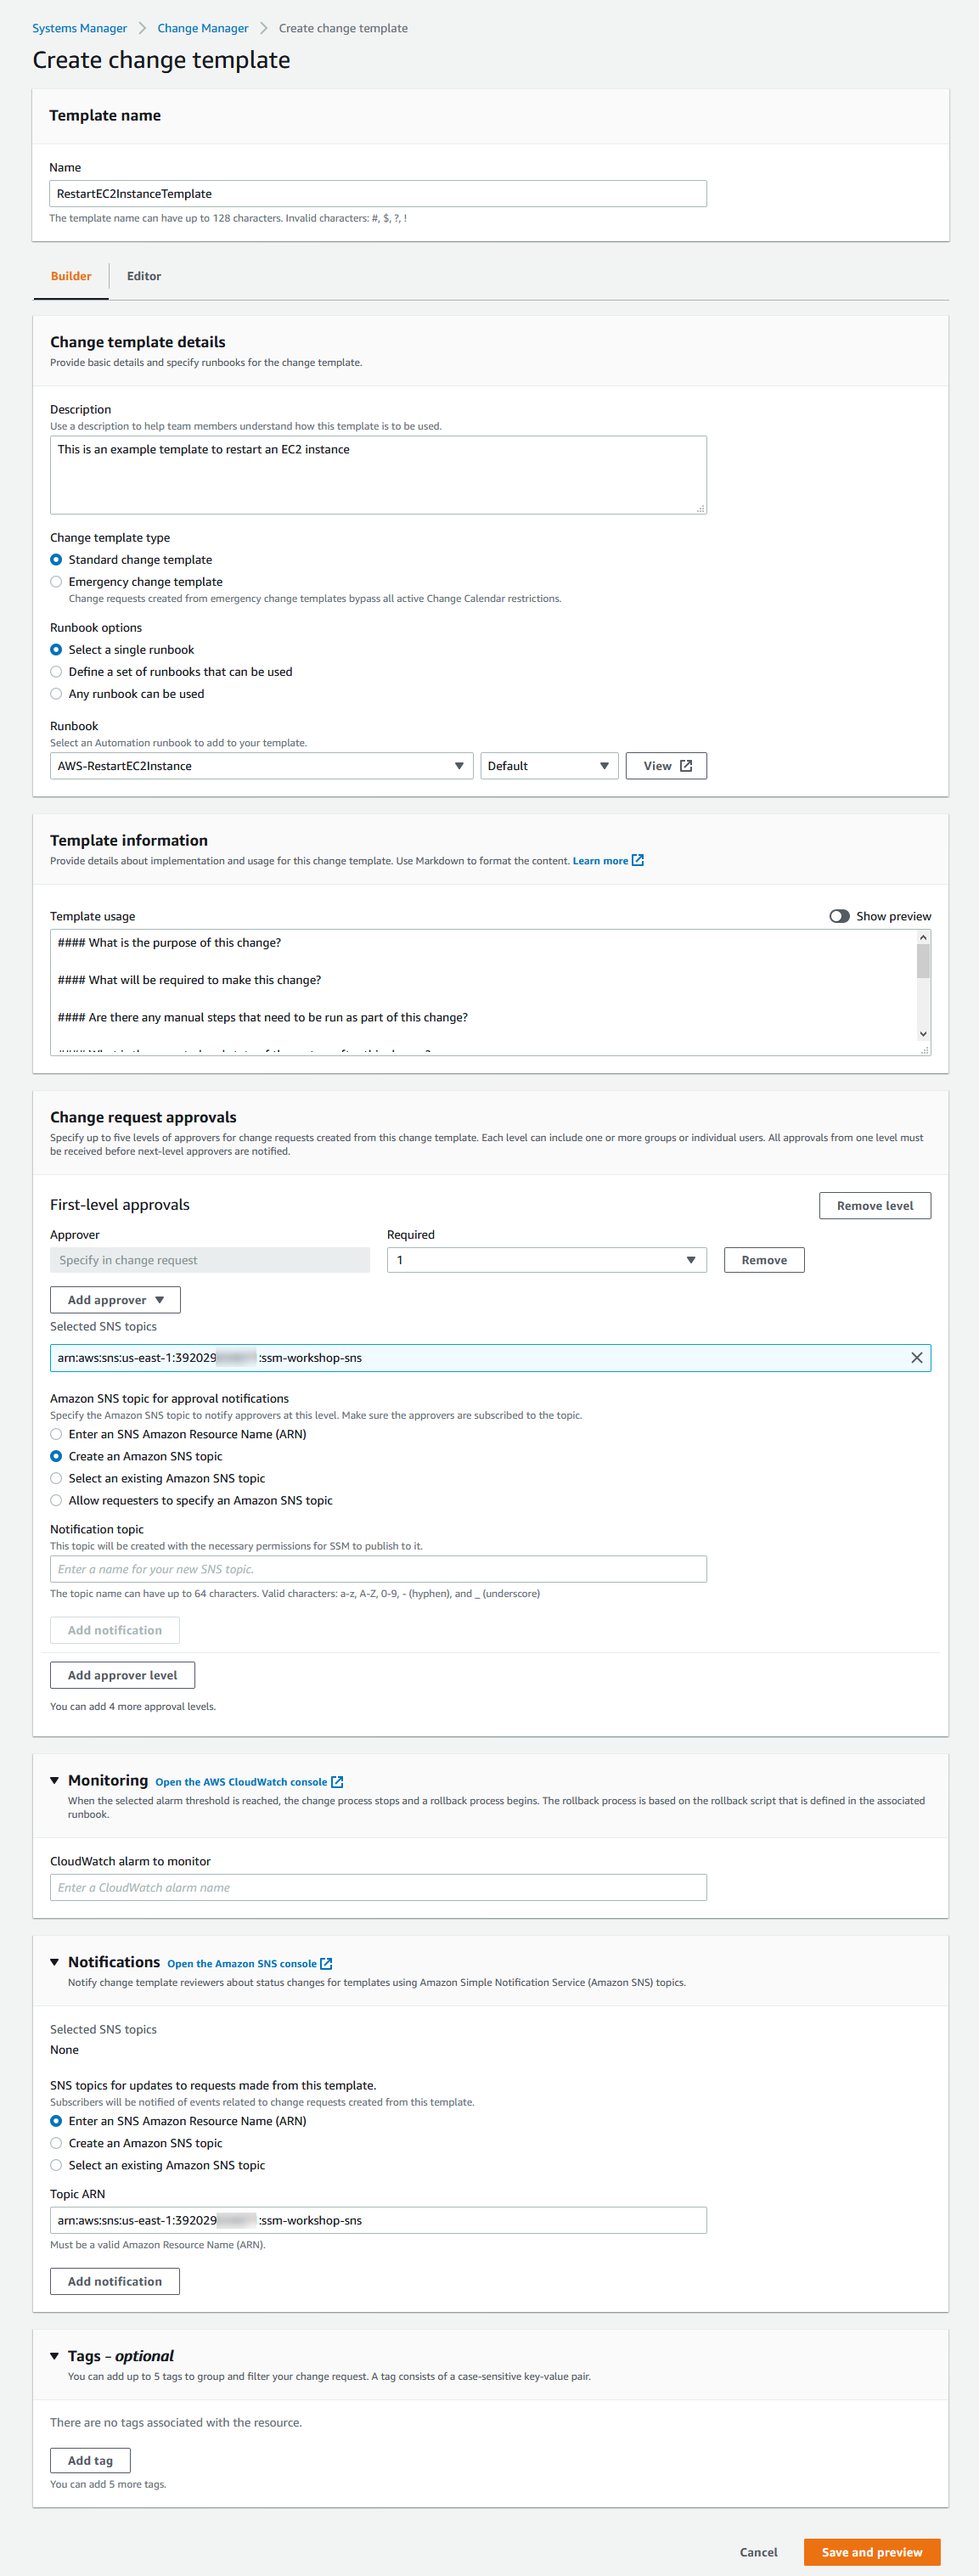 Systems Manager > Change Manager > Create change template
Create change template
Template name
Name
RestartEC2InstanceTemplate
The template name can have up to 128 characters. Invalid characters: #, $, ?, !
Builder Editor
Change template details
Provide basic details and specify runbooks for the change template.
Description
Use a description to help team members understand how this template is to be used.
This is an example template to restart an EC2 instance
Change template type
Standard change template
Emergency change template
Change requests created from emergency change templates bypass all active Change Calendar restrictions.
Runbook options
Select a single runbook
Define a set of runbooks that can be used
Any runbook can be used
Runbook
Select an Automation runbook to add to your template.
AWS-RestartEC2Instance Default View
Template information
Provide details about implementation and usage for this change template. Use Markdown to format the content. Learn more
Template usage Show preview
#### What is the purpose of this change?
#### What will be required to make this change?
#### Are there any manual steps that need to be run as part of this change?
Change request approvals
Specify up to five levels of approvers for change requests created from this change template. Each level can include one or more groups or individual users. All approvals from one level must
be received before next-level approvers are notified.
First-level approvals Remove level
Approver Required
Specify in change request 1 Remove
Add approver
Selected SNS topics
arn:aws:sns:us-east-1:392029 :ssm-workshop-sns
Amazon SNS topic for approval notifications
Specify the Amazon SNS topic to notify approvers at this level. Make sure the approvers are subscribed to the topic.
Enter an SNS Amazon Resource Name (ARN)
Create an Amazon SNS topic
Select an existing Amazon SNS topic
Allow requesters to specify an Amazon SNS topic
Notification topic
This topic will be created with the necessary permissions for SSM to publish to it.
Enter a name for your new SNS topic.
The topic name can have up to 64 characters. Valid characters: a-z, A-Z, 0-9, - (hyphen), and _ (underscore)
Add notification
Add approver level
You can add 4 more approval levels.
Monitoring Open the AWS CloudWatch console
When the selected alarm threshold is reached, the change process stops and a rollback process begins. The rollback process is based on the rollback script that is defined in the associated
runbook.
CloudWatch alarm to monitor
Enter a CloudWatch alarm name
Notifications Open the Amazon SNS console
Notify change template reviewers about status changes for templates using Amazon Simple Notification Service (Amazon SNS) topics.
Selected SNS topics
None
SNS topics for updates to requests made from this template.
Subscribers will be notified of events related to change requests created from this template.
Enter an SNS Amazon Resource Name (ARN)
Create an Amazon SNS topic
Select an existing Amazon SNS topic
Topic ARN
arn:aws:sns:us-east-1:392029 :ssm-workshop-sns
Must be a valid Amazon Resource Name (ARN).
Add notification
Tags - optional
You can add up to 5 tags to group and filter your change request. A tag consists of a case-sensitive key-value pair.
There are no tags associated with the resource.
Add tag
You can add 5 more tags.
Cancel Save and preview